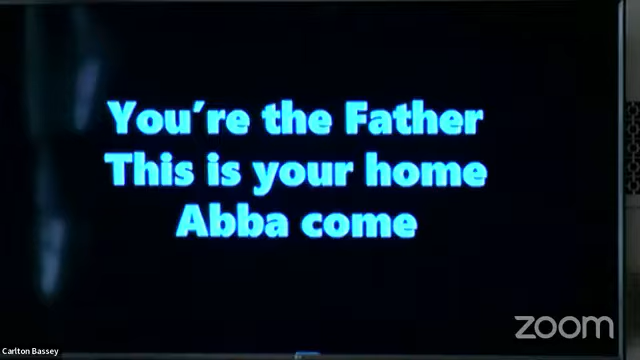 You're the Father
This is your home
Abba come
zoom
Carlton Bassey